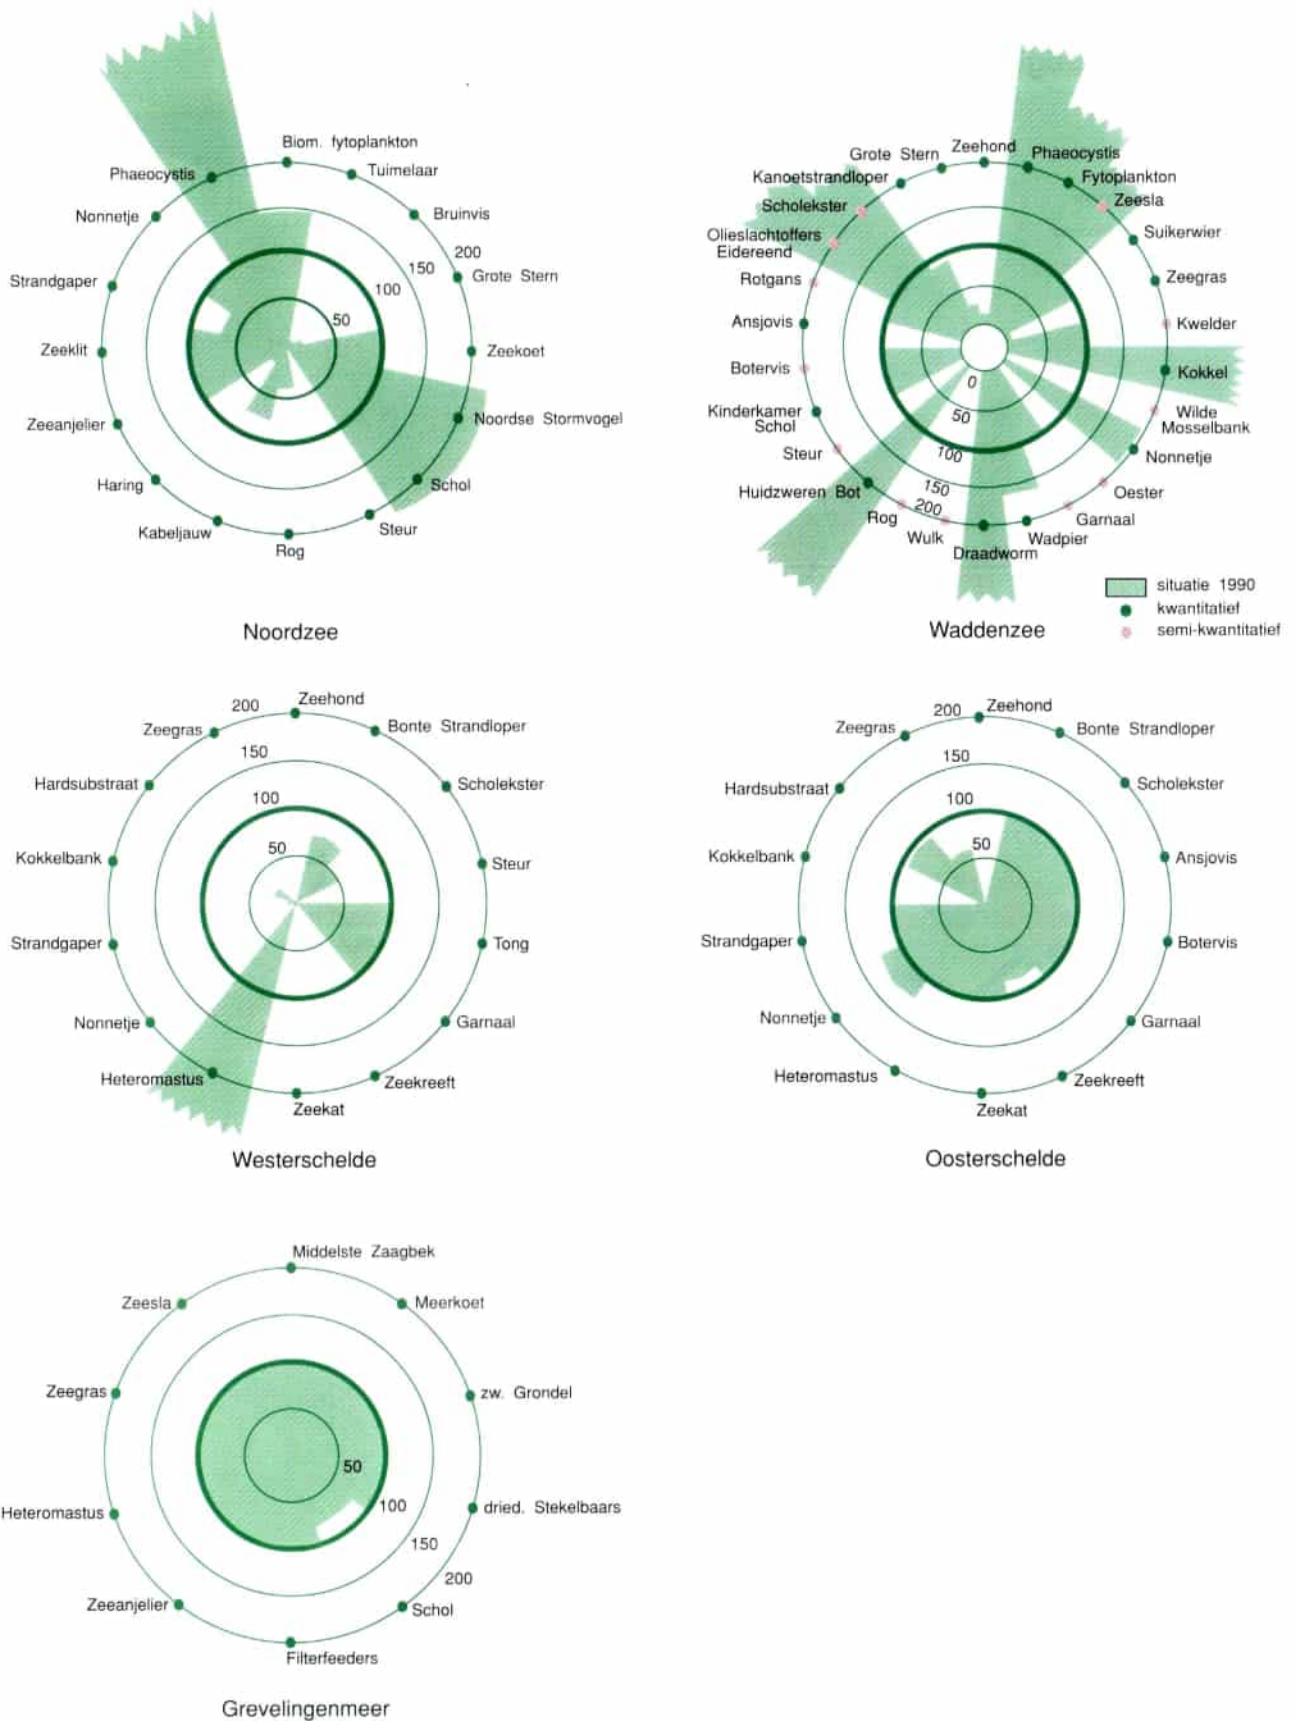 Biom. fytoplankton
Tuimelaar
Bruinvis
Grote Stern
Zeekoet
Noordse Stormvogel
Schol
Steur
Rog
Kabeljauw
Haring
Zeeanjelier
Zeeklit
Strandgaper
Nonnetje
Phaeocystis
50
100
150
200
Noordzee
Zeehond
Phaeocystis
Fytoplankton
Zeesla
Suikerwier
Zeegras
Kwelder
Kokkel
Wilde
Mosselbank
Nonnetje
Oester
Garnaal
Wadpier
Draadworm
Wulk
Rog
Huidzweren Bot
Steur
Kinderkamer
Schol
Botervis
Ansjovis
Rotgans
Olieslachtoffers
Eidereend
Scholekster
Kanoetstrandloper
Grote Stern
0
50
100
150
200
situatie 1990
kwantitatief
semi-kwantitatief
Waddenzee
Zeehond
Bonte Strandloper
Scholekster
Steur
Tong
Garnaal
Zeekreeft
Zeekat
Heteromastus
Nonnetje
Strandgaper
Kokkelbank
Hardsubstraat
Zeegras
200
150
100
50
Westerschelde
Zeehond
Bonte Strandloper
Scholekster
Ansjovis
Botervis
Garnaal
Zeekreeft
Zeekat
Heteromastus
Nonnetje
Strandgaper
Kokkelbank
Hardsubstraat
Zeegras
200
150
100
50
Oosterschelde
Middelste Zaagbek
Meerkoet
zw. Grondel
dried. Stekelbaars
Schol
Filterfeeders
Zeeanjelier
Heteromastus
Zeegras
Zeesla
50
100
150
200
Grevelingenmeer